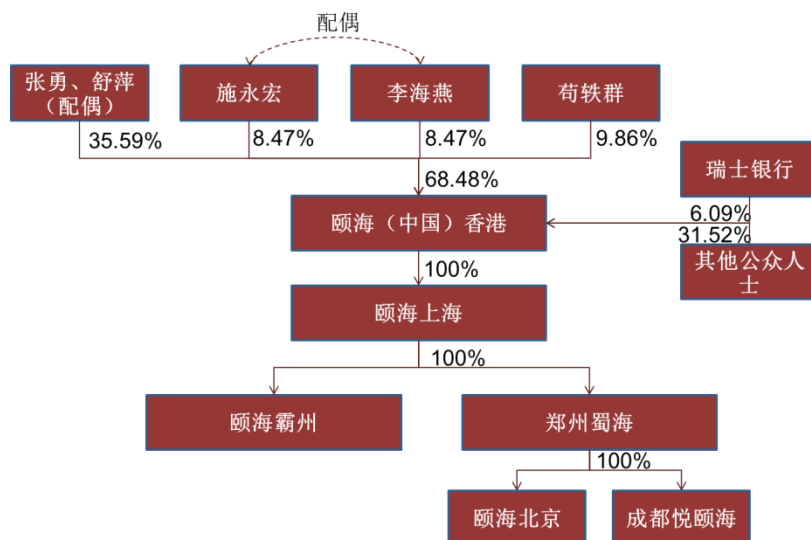 配偶
张勇、舒萍
（配偶）
施永宏
李海燕
苟轶群
35.59%
8.47%
8.47%
9.86%
瑞士银行
68.48%
颐海（中国）香港
6.09%
31.52%
其他公众人
士
100%
颐海上海
100%
颐海霸州
郑州蜀海
100%
颐海北京
成都悦颐海